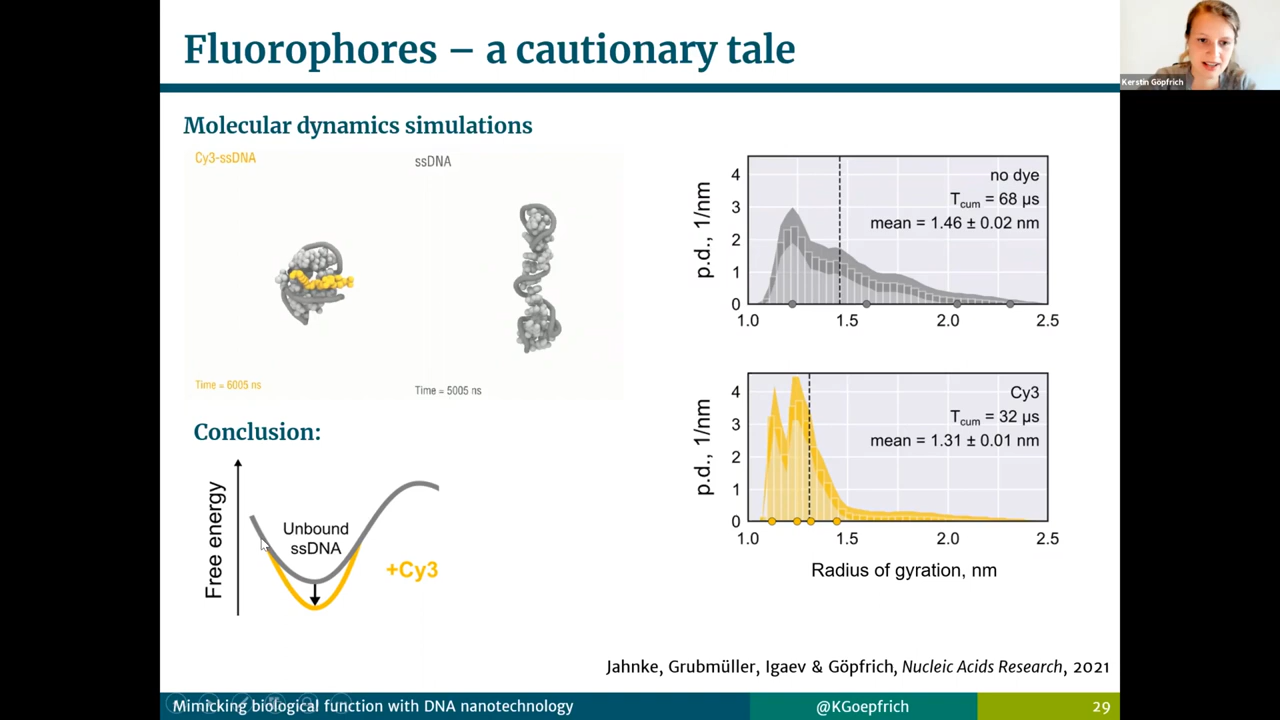 Fluorophores – a cautionary tale
Kerstin Göpfrich
Molecular dynamics simulations
Cy3-ssDNA
ssDNA
Time = 6005 ns
Time = 5005 ns
Conclusion:
Free energy
Unbound
ssDNA
+Cy3
p.d., 1/nm
4
3
2
1
0
no dye
Tcum = 68 µs
mean = 1.46 ± 0.02 nm
1.0 1.5 2.0 2.5
p.d., 1/nm
4
3
2
1
0
Cy3
Tcum = 32 µs
mean = 1.31 ± 0.01 nm
1.0 1.5 2.0 2.5
Radius of gyration, nm
Jahnke, Grubmüller, Igaev & Göpfrich, Nucleic Acids Research, 2021
Mimicking biological function with DNA nanotechnology
@KGoepfrich
29